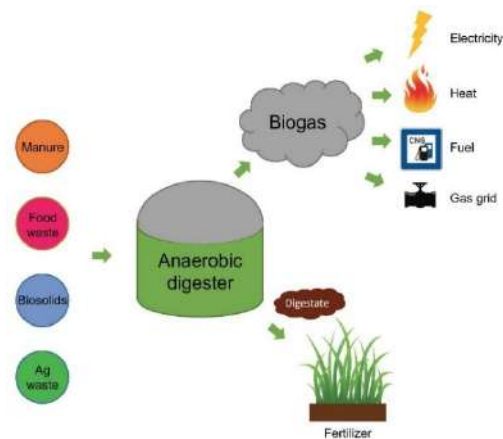 Electricity
Heat
Biogas
CNG
Fuel
Gas grid
Manure
Food
waste
Biosolids
Ag
waste
Anaerobic
digester
Digestate
Fertilizer